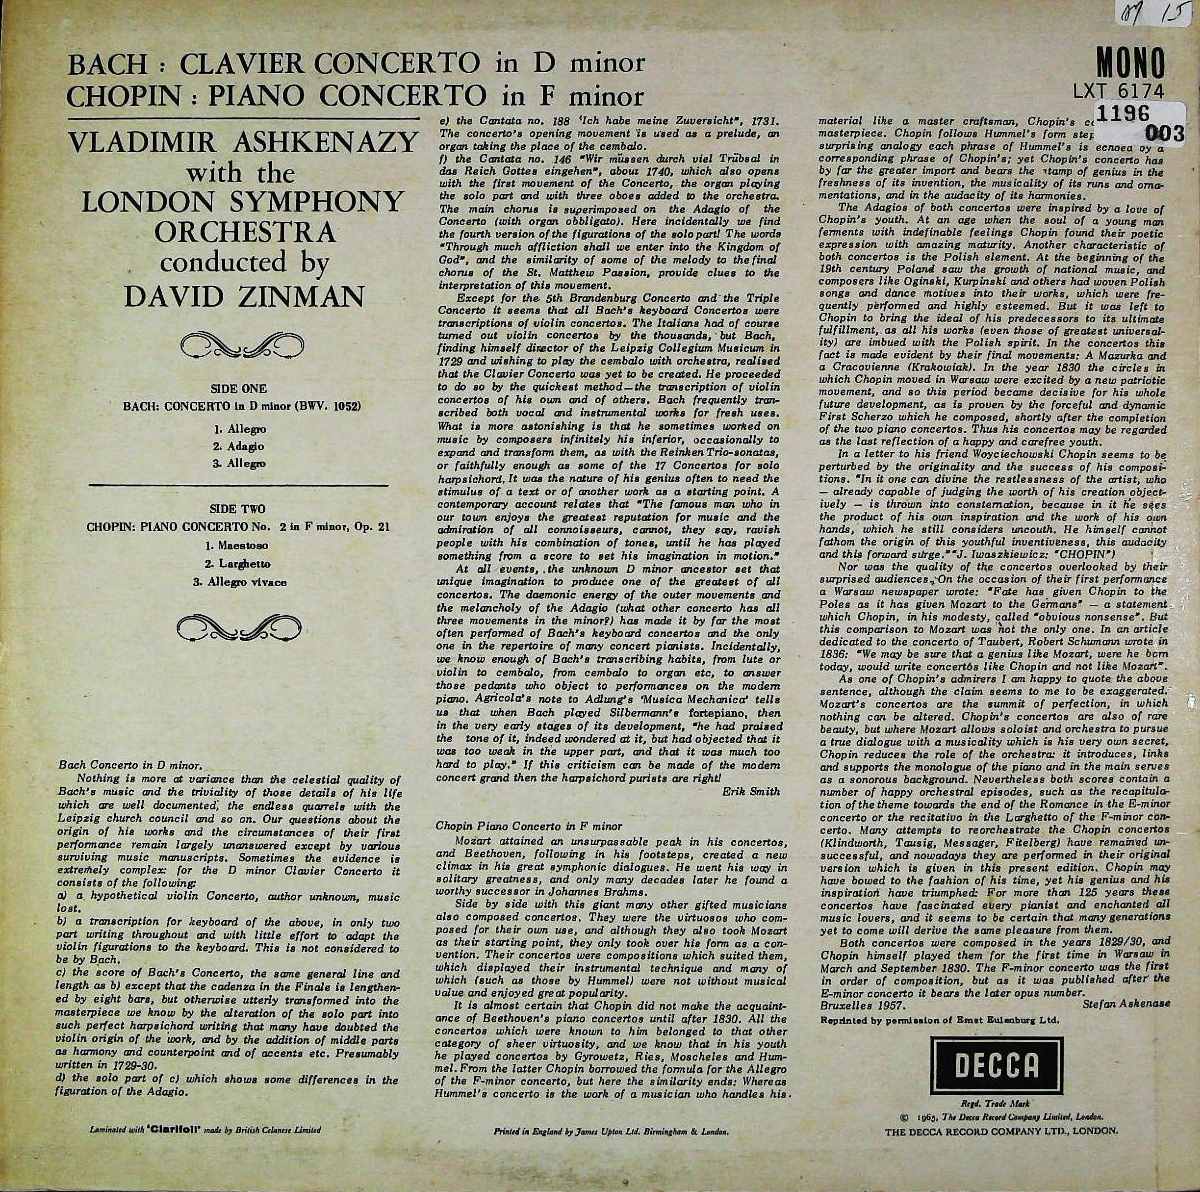 07 15
BACH : CLAVIER CONCERTO in D minor
CHOPIN : PIANO CONCERTO in F minor
MONO
LXT 6174
1196
003
VLADIMIR ASHKENAZY
with the
LONDON SYMPHONY
ORCHESTRA
conducted by
DAVID ZINMAN
SIDE ONE
BACH: CONCERTO in D minor (BWV. 1052)
1. Allegro
2. Adagio
3. Allegro
SIDE TWO
CHOPIN: PIANO CONCERTO No. 2 in F minor, Op. 21
1. Maestoso
2. Larghetto
3. Allegro vivace
Bach Concerto in D minor.
Nothing is more at variance than the celestial quality of
Bach's music and the triviality of those details of his life
which are well documented, the endless quarrels with the
Leipzig church council and so on. Our questions about the
origin of his works and the circumstances of their first
performance remain largely unanswered except by various
surviving music manuscripts. Sometimes the evidence is
extremely complex: for the D minor Clavier Concerto it
consists of the following:
a) a hypothetical violin Concerto, author unknown, music
lost.
b) a transcription for keyboard of the above, in only two
part writing throughout and with little effort to adapt the
violin figurations to the keyboard. This is not considered to
be by Bach.
c) the score of Bach's Concerto, the same general line and
length as b) except that the cadenza in the Finale is lengthen-
ed by eight bars, but otherwise utterly transformed into the
masterpiece we know by the alteration of the solo part into
such perfect harpsichord writing that many have doubted the
violin origin of the work, and by the addition of middle parts
as harmony and counterpoint and of accents etc. Presumably
written in 1729-30.
d) the solo part of c) which shows some differences in the
figuration of the Adagio.
e) the Cantata no. 188 "Ich habe meine Zuversicht", 1731.
The concerto's opening movement is used as a prelude, an
organ taking the place of the cembalo.
f) the Cantata no. 146 "Wir müssen durch viel Trübsal in
das Reich Gottes eingehen", about 1740, which also opens
with the first movement of the Concerto, the organ playing
the solo part and with three oboes added to the orchestra.
The main chorus is superimposed on the Adagio of the
Concerto (with organ obbligato). Here incidentally we find
the fourth version of the figurations of the solo part! The words
"Through much affliction shall we enter into the Kingdom of
God", and the similarity of some of the melody to the final
chorus of the St. Matthew Passion, provide clues to the
interpretation of this movement.
Except for the 5th Brandenburg Concerto and the Triple
Concerto it seems that all Bach's keyboard Concertos were
transcriptions of violin concertos. The Italians had of course
turned out violin concertos by the thousands, but Bach,
finding himself director of the Leipzig Collegium Musicum in
1729 and wishing to play the cembalo with orchestra, realised
that the Clavier Concerto was yet to be created. He proceeded
to do so by the quickest method—the transcription of violin
concertos of his own and of others. Bach frequently tran-
scribed both vocal and instrumental works for fresh uses.
What is more astonishing is that he sometimes worked on
music by composers infinitely his inferior, occasionally to
expand and transform them, as with the Reinken Trio-sonatas,
or faithfully enough as some of the 17 Concertos for solo
harpsichord. It was the nature of his genius often to need the
stimulus of a text or of another work as a starting point. A
contemporary account relates that "The famous man who in
our town enjoys the greatest reputation for music and the
admiration of all connoisseurs, cannot, they say, ravish
people with his combination of tones, until he has played
something from a score to set his imagination in motion."
At all events, the unknown D minor ancestor set that
unique imagination to produce one of the greatest of all
concertos. The daemonic energy of the outer movements and
the melancholy of the Adagio (what other concerto has all
three movements in the minor?) has made it by far the most
often performed of Bach's keyboard concertos and the only
one in the repertoire of many concert pianists. Incidentally,
we know enough of Bach's transcribing habits, from lute or
violin to cembalo, from cembalo to organ etc, to answer
those pedants who object to performances on the modern
piano. Agricola's note to Adlung's 'Musica Mechanica' tells
us that when Bach played Silbermann's fortepiano, then
in the very early stages of its development, "he had praised
the tone of it, indeed wondered at it, but had objected that it
was too weak in the upper part, and that it was much too
hard to play." If this criticism can be made of the modern
concert grand then the harpsichord purists are right!
Erik Smith
Chopin Piano Concerto in F minor
Mozart attained an unsurpassable peak in his concertos,
and Beethoven, following in his footsteps, created a new
climax in his great symphonic dialogues. He went his way in
solitary greatness, and only many decades later he found a
worthy successor in Johannes Brahms.
Side by side with this giant many other gifted musicians
also composed concertos. They were the virtuosos who com-
posed for their own use, and although they also took Mozart
as their starting point, they only took over his form as a con-
vention. Their concertos were compositions which suited them,
which displayed their instrumental technique and many of
which (such as those by Hummel) were not without musical
value and enjoyed great popularity.
It is almost certain that Chopin did not make the acquaint-
ance of Beethoven's piano concertos until after 1830. All the
concertos which were known to him belonged to that other
category of sheer virtuosity, and we know that in his youth
he played concertos by Gyrowetz, Ries, Moscheles and Hum-
mel. From the latter Chopin borrowed the formula for the Allegro
of the F-minor concerto, but here the similarity ends: Whereas
Hummel's concerto is the work of a musician who handles his
material like a master craftsman, Chopin's
masterpiece. Chopin follows Hummel's form
surprising analogy each phrase of Hummel's is echoed by a
corresponding phrase of Chopin's; yet Chopin's concerto has
by far the greater import and bears the stamp of genius in the
freshness of its invention, the musicality of its runs and orna-
mentations, and in the audacity of its harmonies.
The Adagios of both concertos were inspired by a love of
Chopin's youth. At an age when the soul of a young man
ferments with indefinable feelings Chopin found their poetic
expression with amazing maturity. Another characteristic of
both concertos is the Polish element. At the beginning of the
19th century Poland saw the growth of national music, and
composers like Oginski, Kurpinski and others had woven Polish
songs and dance motives into their works, which were fre-
quently performed and highly esteemed. But it was left to
Chopin to bring the ideal of his predecessors to its ultimate
fulfillment, as all his works (even those of greatest universal-
ity) are imbued with the Polish spirit. In the concertos this
fact is made evident by their final movements: A Mazurka and
a Cracovienne (Krakowiak). In the year 1830 the circles in
which Chopin moved in Warsaw were excited by a new patriotic
movement, and so this period became decisive for his whole
future development, as is proven by the forceful and dynamic
First Scherzo which he composed, shortly after the completion
of the two piano concertos. Thus his concertos may be regarded
as the last reflection of a happy and carefree youth.
In a letter to his friend Woyciechowski Chopin seems to be
perturbed by the originality and the success of his composi-
tions. "In it one can divine the restlessness of the artist, who
— already capable of judging the worth of his creation object-
ively — is thrown into consternation, because in it he sees
the product of his own inspiration and the work of his own
hands, which he still considers uncouth. He himself cannot
fathom the origin of this youthful inventiveness, this audacity
and this forward surge." "J. Iwaszkiewicz: "CHOPIN")
Nor was the quality of the concertos overlooked by their
surprised audiences. On the occasion of their first performance
a Warsaw newspaper wrote: "Fate has given Chopin to the
Poles as it has given Mozart to the Germans" — a statement
which Chopin, in his modesty, called "obvious nonsense". But
this comparison to Mozart was not the only one. In an article
dedicated to the concerto of Taubert, Robert Schumann wrote in
1836: "We may be sure that a genius like Mozart, were he born
today, would write concertos like Chopin and not like Mozart".
As one of Chopin's admirers I am happy to quote the above
sentence, although the claim seems to me to be exaggerated.
Mozart's concertos are the summit of perfection, in which
nothing can be altered. Chopin's concertos are also of rare
beauty, but where Mozart allows soloist and orchestra to pursue
a true dialogue with a musicality which is his very own secret,
Chopin reduces the role of the orchestra: it introduces, links
and supports the monologue of the piano and in the main serves
as a sonorous background. Nevertheless both scores contain a
number of happy orchestral episodes, such as the recapitula-
tion of the theme towards the end of the Romance in the E-minor
concerto or the recitativo in the Larghetto of the F-minor con-
certo. Many attempts to reorchestrate the Chopin concertos
(Klindworth, Tausig, Messager, Fitelberg) have remained un-
successful, and nowadays they are performed in their original
version which is given in this present edition. Chopin may
have bowed to the fashion of his time, yet his genius and his
inspiration have triumphed: For more than 125 years these
concertos have fascinated every pianist and enchanted all
music lovers, and it seems to be certain that many generations
yet to come will derive the same pleasure from them.
Both concertos were composed in the years 1829/30, and
Chopin himself played them for the first time in Warsaw in
March and September 1830. The F-minor concerto was the first
in order of composition, but as it was published after the
E-minor concerto it bears the later opus number.
Bruxelles 1957. Stefan Askenase
Reprinted by permission of Ernst Eulenburg Ltd.
DECCA
Regd. Trade Mark
© 1965, The Decca Record Company Limited, London.
THE DECCA RECORD COMPANY LTD., LONDON.
Laminated with 'Clarifoil' made by British Celanese Limited
Printed in England by James Upton Ltd. Birmingham & London.